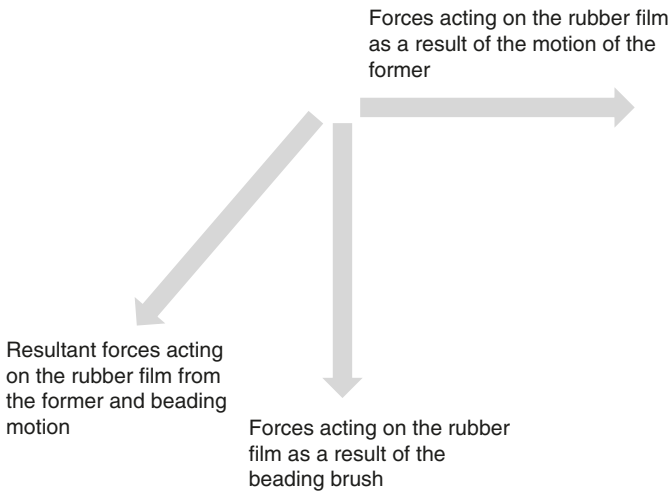 Forces acting on the rubber film
as a result of the motion of the
former
Resultant forces acting
on the rubber film from
the former and beading
motion
Forces acting on the rubber
film as a result of the
beading brush